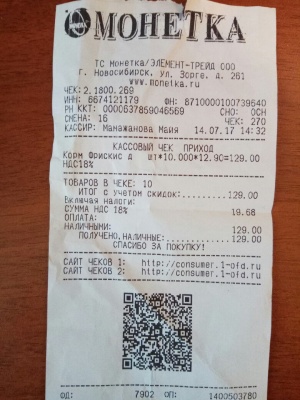 МОНЕТКА
ТС Монетка/ЭЛЕМЕНТ-ТРЕЙД ООО
г. Новосибирск, ул. Зорге, д. 261
www.monetka.ru
ЧЕК:2.1800.269
ИНН: 6674121179 ФН: 8710000100739640
РН ККТ: 0000637859046569 СНО: ОСН
СМЕНА: 16 ЧЕК: 270
КАССИР: Мамажанова Майя 14.07.17 14:32
КАССОВЫЙ ЧЕК ПРИХОД
Корм Фрискис д шт*10.000*12.90=129.00
НДС18%
ТОВАРОВ В ЧЕКЕ: 10
ИТОГ с учетом скидок: 129.00
Включая налоги:
СУММА НДС 18% 19.68
ОПЛАТА:
НАЛИЧНЫМИ: 129.00
ПОЛУЧЕНО.НАЛИЧНЫЕ: 129.00
СПАСИБО ЗА ПОКУПКУ!
САЙТ ЧЕКОВ 1: http://consumer.1-ofd.ru
САЙТ ЧЕКОВ 2: http://consumer.1-ofd.ru
ФД: 7902 ФП: 1400503780